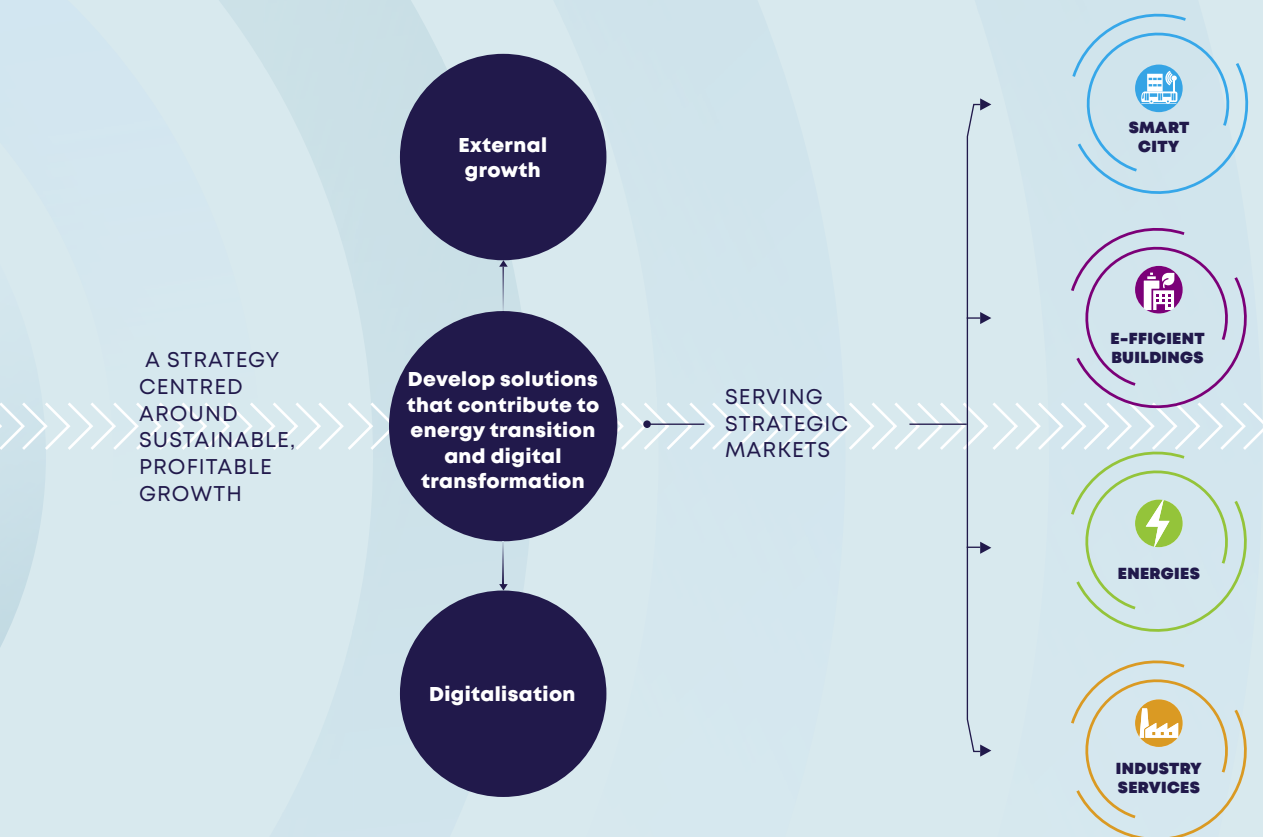 A STRATEGY
CENTRED
AROUND
SUSTAINABLE,
PROFITABLE
GROWTH
External
growth
Develop solutions
that contribute to
energy transition
and digital
transformation
Digitalisation
SERVING
STRATEGIC
MARKETS
SMART
CITY
E-FFICIENT
BUILDINGS
ENERGIES
INDUSTRY
SERVICES